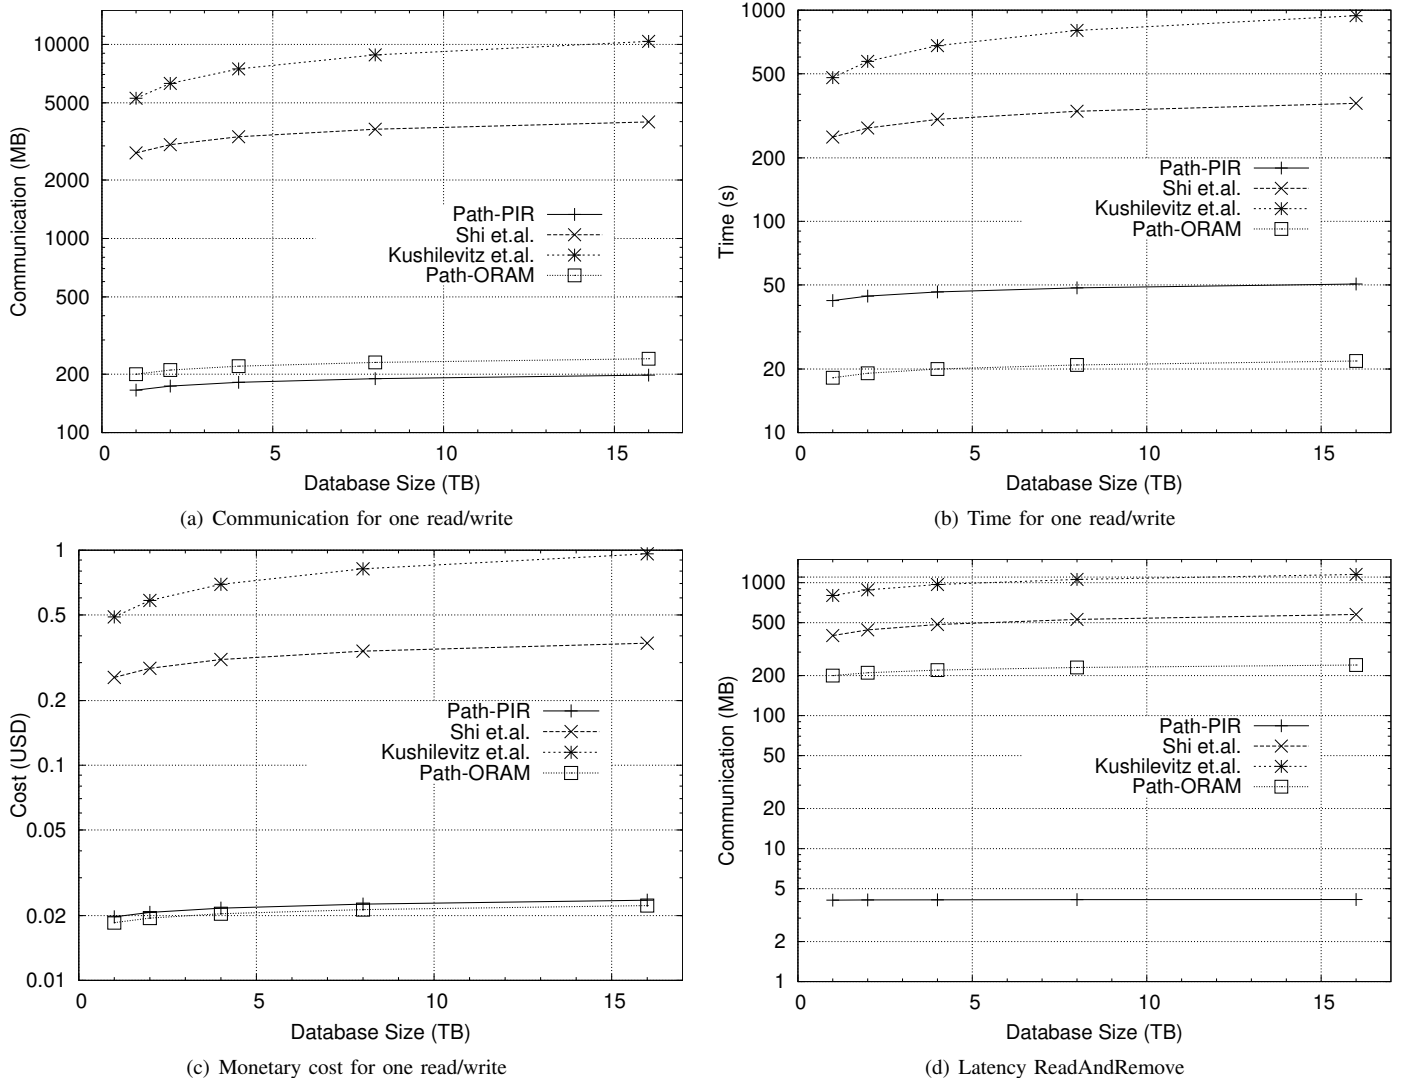 10000
5000
2000
1000
500
200
100
Communication (MB)
Path-PIR
Shi et.al.
Kushilevitz et.al.
Path-ORAM
0 5 10 15
Database Size (TB)
(a) Communication for one read/write
1000
500
200
100
50
20
10
Time (s)
Path-PIR
Shi et.al.
Kushilevitz et.al.
Path-ORAM
0 5 10 15
Database Size (TB)
(b) Time for one read/write
1
0.5
0.2
0.1
0.05
0.02
0.01
Cost (USD)
Path-PIR
Shi et.al.
Kushilevitz et.al.
Path-ORAM
0 5 10 15
Database Size (TB)
(c) Monetary cost for one read/write
1000
500
200
100
50
20
10
5
2
1
Communication (MB)
Path-PIR
Shi et.al.
Kushilevitz et.al.
Path-ORAM
0 5 10 15
Database Size (TB)
(d) Latency ReadAndRemove